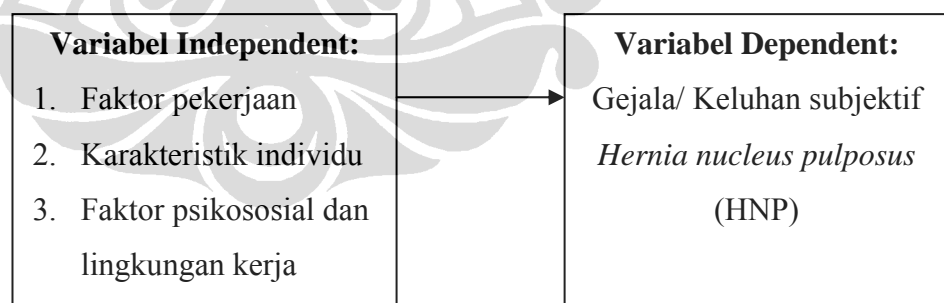 Variabel Independent:
1. Faktor pekerjaan
2. Karakteristik individu
3. Faktor psikososial dan
lingkungan kerja
Variabel Dependent:
Gejala/ Keluhan subjektif
Hernia nucleus pulposus
(HNP)